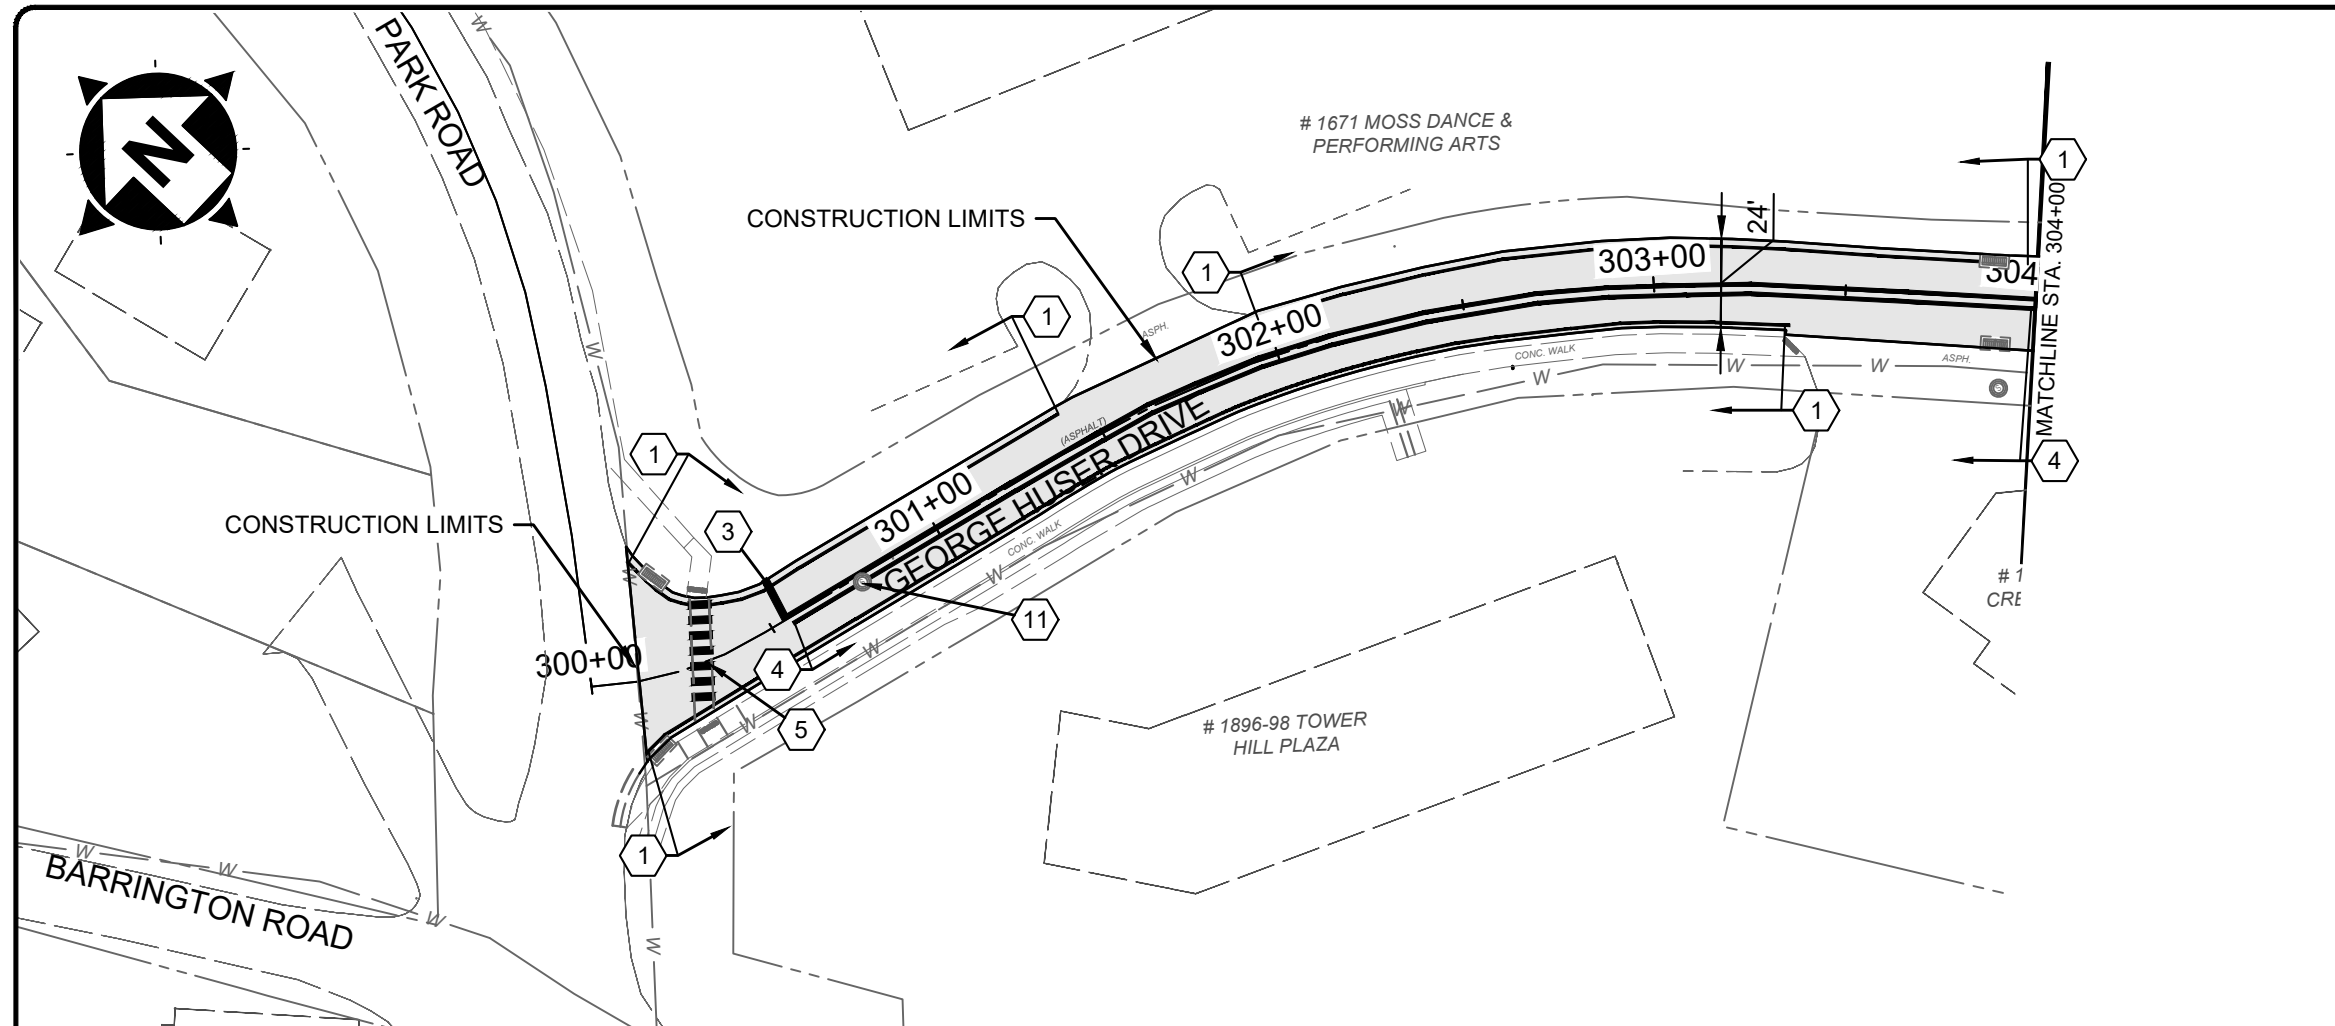 PARK ROAD
N
W
# 1671 MOSS DANCE &
PERFORMING ARTS
1
CONSTRUCTION LIMITS
24'
MATCHLINE STA. 304+00
1
303+00
304
1
ASPH.
302+00
CONC. WALK
W
W
W
ASPH.
W
(ASPHALT)
W
1
1
4
W
301+00
GEORGE HUSER DRIVE
CONSTRUCTION LIMITS
3
CONC. WALK
W
W
# 1
CRE
11
300+00
4
W
W
W
5
# 1896-98 TOWER
HILL PLAZA
1
W
W
BARRINGTON ROAD
W
W